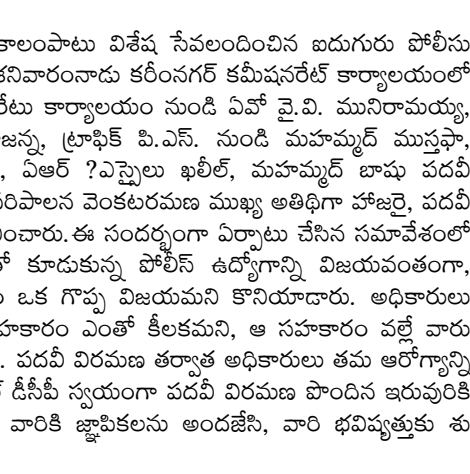 కాలంపాటు విశేష సేవలందించిన ఐదుగురు పోలీసు
శనివారంనాడు కరీంనగర్ కమీషనరేట్ కార్యాలయంలో
రేటు కార్యాలయం నుండి ఏవో వై.వి. మునిరామయ్య,
జన్న, ట్రాఫిక్ పి.ఎస్. నుండి మహమ్మద్ ముస్తఫా,
, ఏఆర్ ?ఎస్సైలు ఖలీల్, మహమ్మద్ బాషు పదవీ
పరిపాలన వెంకటరమణ ముఖ్య అతిథిగా హాజరై, పదవీ
ంచారు.ఈ సందర్భంగా ఏర్పాటు చేసిన సమావేశంలో
తో కూడుకున్న పోలీస్ ఉద్యోగాన్ని విజయవంతంగా,
ఒక గొప్ప విజయమని కొనియాడారు. అధికారులు
హకారం ఎంతో కీలకమని, ఆ సహకారం వల్లే వారు
. పదవీ విరమణ తర్వాత అధికారులు తమ ఆరోగ్యాన్ని
డీసీపీ స్వయంగా పదవీ విరమణ పొందిన ఇరువురికి
వారికి జ్ఞాపికలను అందజేసి, వారి భవిష్యత్తుకు శు